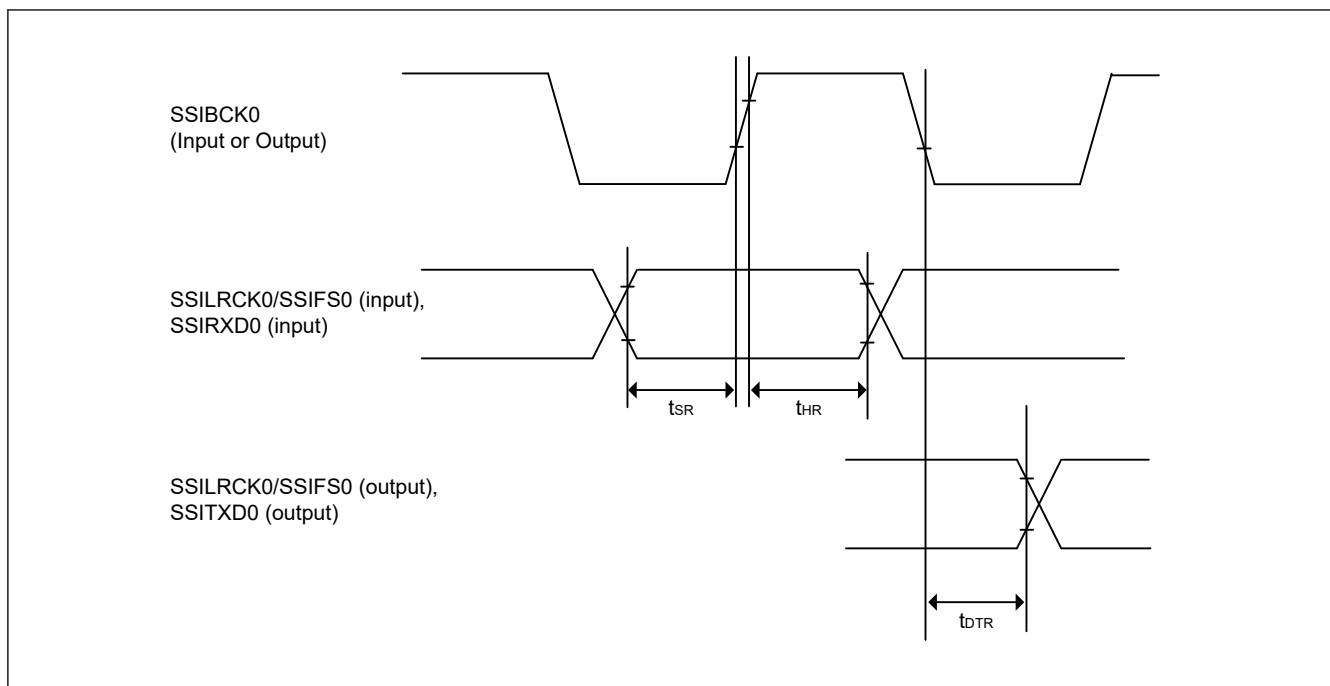 SSIBCK0
(Input or Output)
SSILRCK0/SSIFS0 (input),
SSIRXD0 (input)
tSR
tHR
SSILRCK0/SSIFS0 (output),
SSITXD0 (output)
tDTR